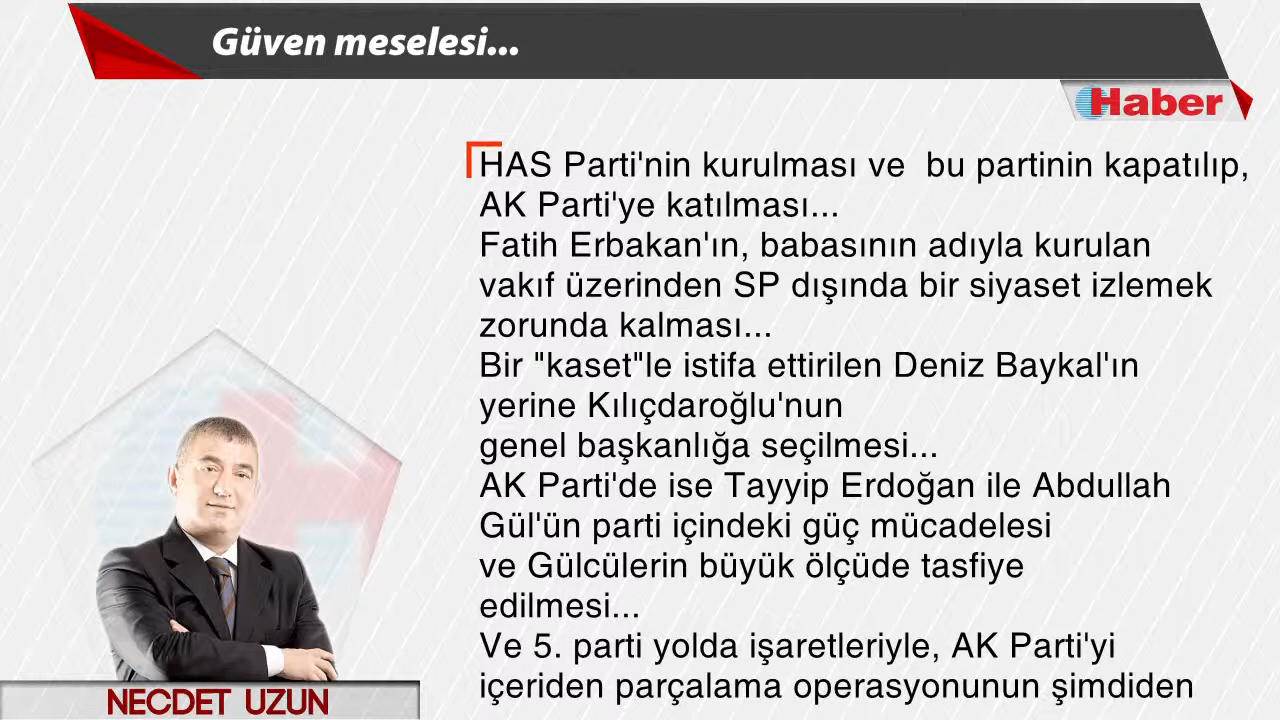 Güven meselesi...
Haber
HAS Parti'nin kurulması ve bu partinin kapatılıp,
AK Parti'ye katılması...
Fatih Erbakan'ın, babasının adıyla kurulan
vakıf üzerinden SP dışında bir siyaset izlemek
zorunda kalması...
Bir "kaset"le istifa ettirilen Deniz Baykal'ın
yerine Kılıçdaroğlu'nun
genel başkanlığa seçilmesi...
AK Parti'de ise Tayyip Erdoğan ile Abdullah
Gül'ün parti içindeki güç mücadelesi
ve Gülcülerin büyük ölçüde tasfiye
edilmesi...
Ve 5. parti yolda işaretleriyle, AK Parti'yi
içeriden parçalama operasyonunun şimdiden
NECDET UZUN